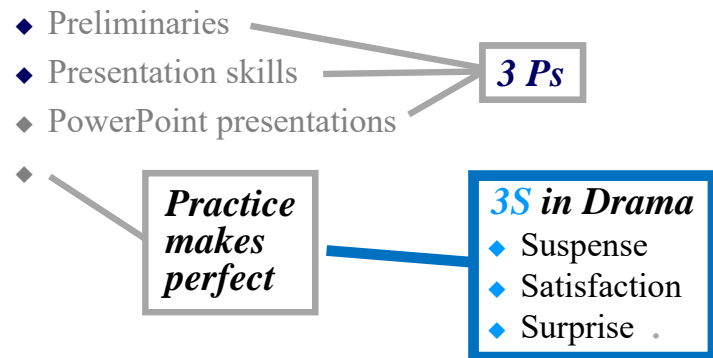 ◆ Preliminaries
◆ Presentation skills
◆ PowerPoint presentations
◆
3 Ps
Practice
makes
perfect
3S in Drama
◆ Suspense
◆ Satisfaction
◆ Surprise .